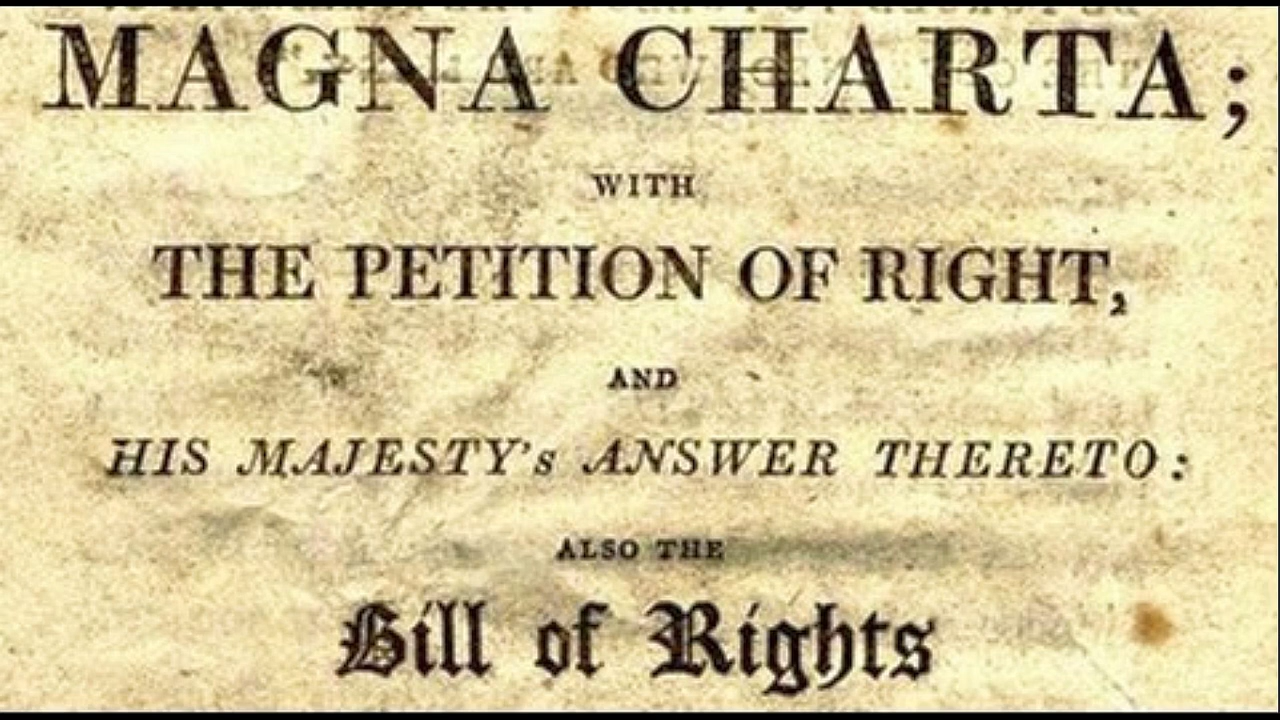 MAGNA CHARTA;
WITH
THE PETITION OF RIGHT,
AND
HIS MAJESTY's ANSWER THERETO:
ALSO THE
Bill of Rights